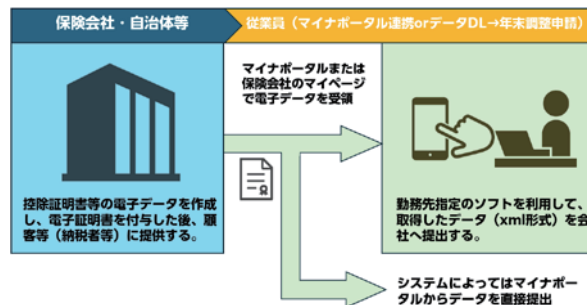 保険会社・自治体等
従業員（マイナポータル連携orデータDL→年末調整申請）
マイナポータルまたは
保険会社のマイページ
で電子データを受領
控除証明書等の電子データを作成
し、電子証明書を付与した後、顧
客等（納税者等）に提供する。
勤務先指定のソフトを利用して、
取得したデータ（xml形式）を会
社へ提出する。
システムによってはマイナポー
タルからデータを直接提出